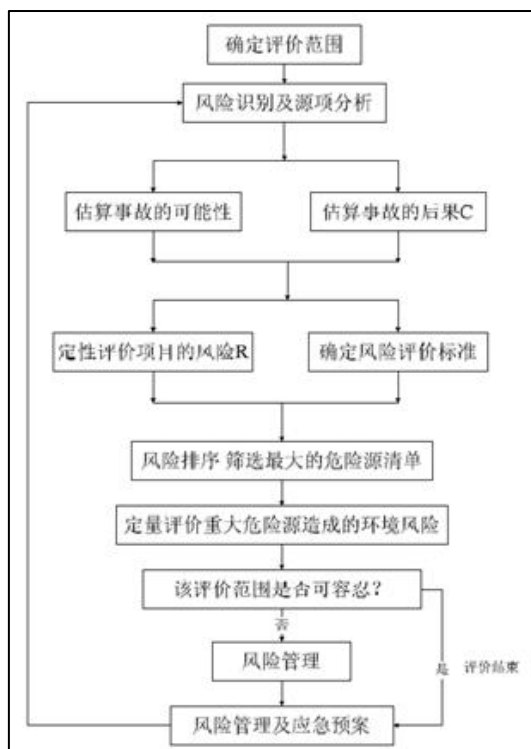 确定评价范围
风险识别及源项分析
估算事故的可能性
估算事故的后果C
定性评价项目的风险R
确定风险评价标准
风险排序 筛选最大的危险源清单
定量评价重大危险源造成的环境风险
该评价范围是否可容忍？
否
风险管理
是 评价结束
风险管理及应急预案